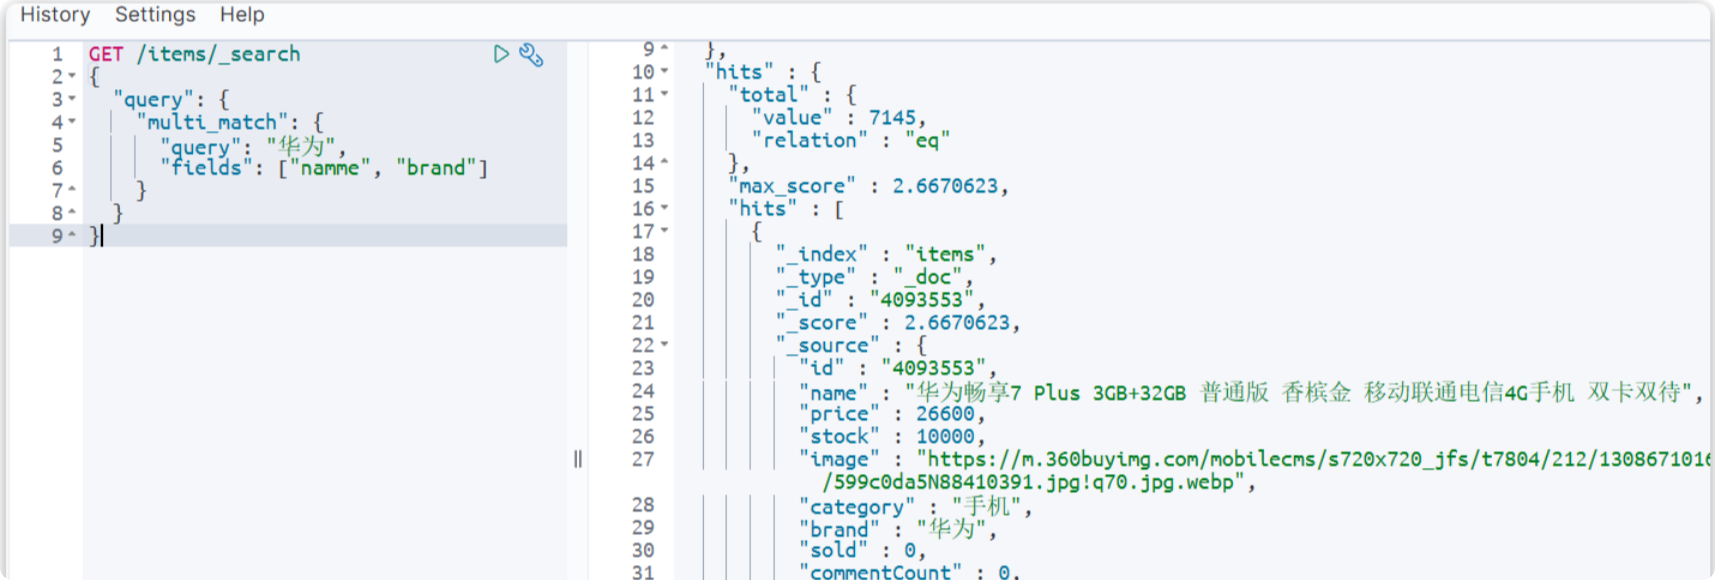 History Settings Help
1 GET /items/_search
2 {
3 "query": {
4 "multi_match": {
5 "query": "华为",
6 "fields": ["namme", "brand"]
7 }
8 }
9 }
9 },
10 "hits" : {
11 "total" : {
12 "value" : 7145,
13 "relation" : "eq"
14 },
15 "max_score" : 2.6670623,
16 "hits" : [
17 {
18 "_index" : "items",
19 "_type" : "_doc",
20 "_id" : "4093553",
21 "_score" : 2.6670623,
22 "_source" : {
23 "id" : "4093553",
24 "name" : "华为畅享7 Plus 3GB+32GB 普通版 香槟金 移动联通电信4G手机 双卡双待",
25 "price" : 26600,
26 "stock" : 10000,
27 "image" : "https://m.360buyimg.com/mobilecms/s720x720_jfs/t7804/212/1308671016
/599c0da5N88410391.jpg!q70.jpg.webp",
28 "category" : "手机",
29 "brand" : "华为",
30 "sold" : 0,
31 "commentCount" : 0,